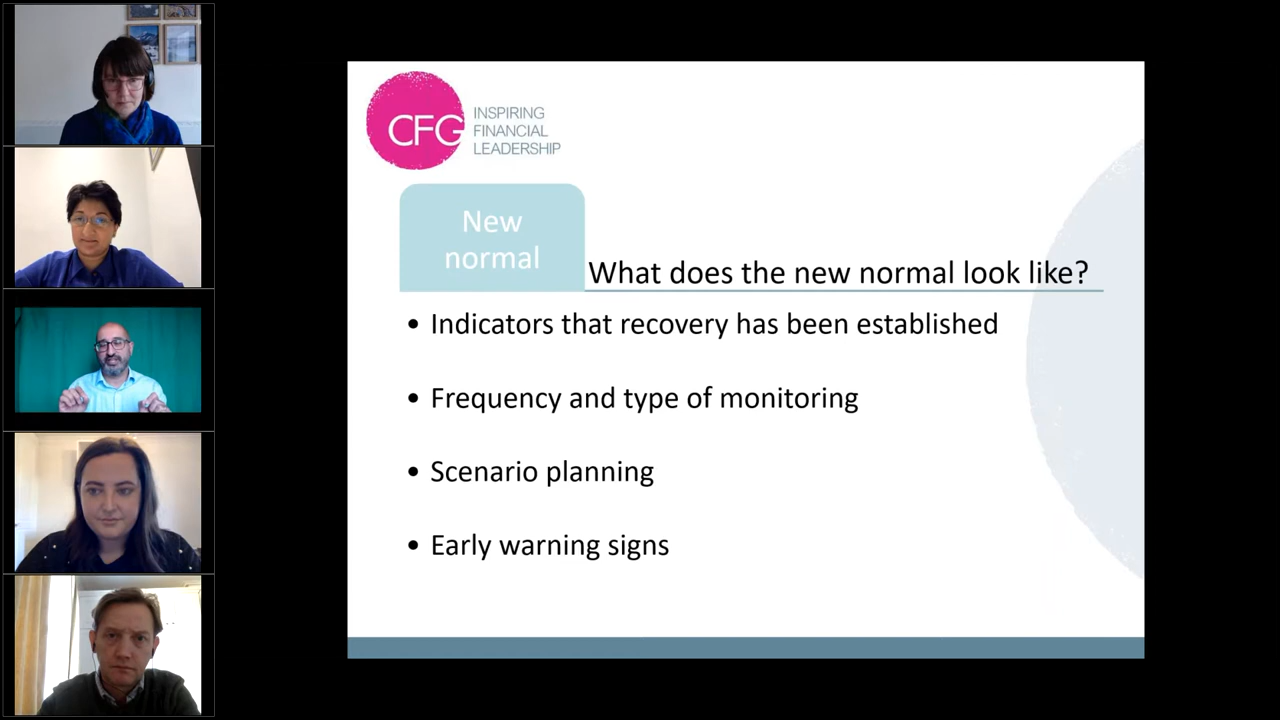 CFG
INSPIRING
FINANCIAL
LEADERSHIP
New
normal
What does the new normal look like?
• Indicators that recovery has been established
• Frequency and type of monitoring
• Scenario planning
• Early warning signs